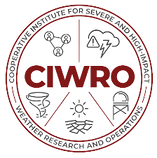 COOPERATIVE INSTITUTE FOR SEVERE AND HIGH-IMPACT
CIWRO
WEATHER RESEARCH AND OPERATIONS